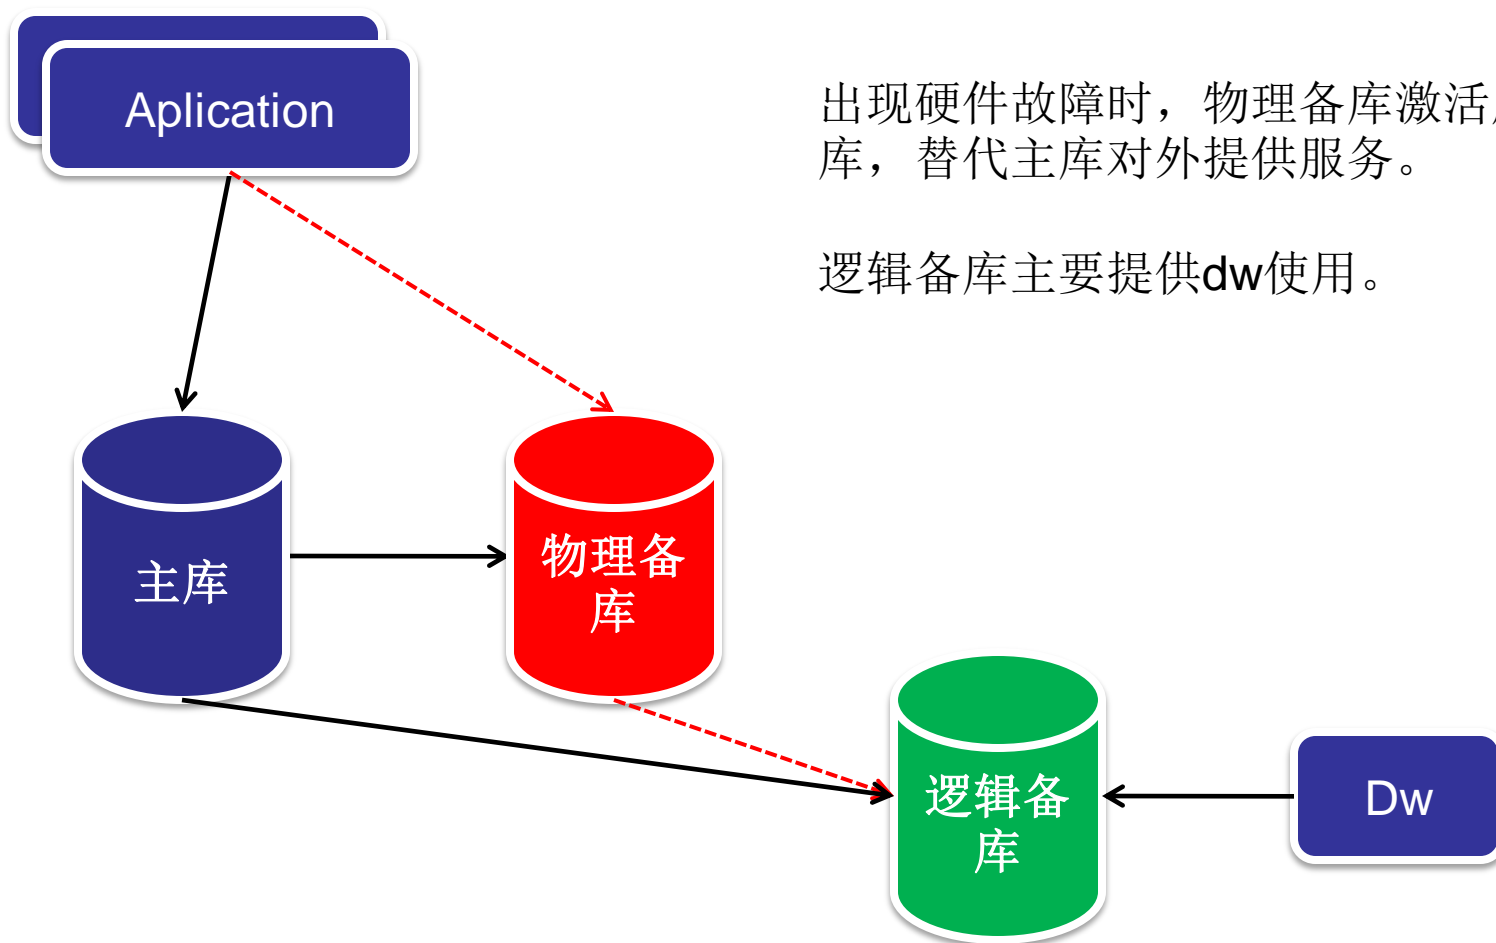 Aplication
出现硬件故障时，物理备库激活
库，替代主库对外提供服务。
逻辑备库主要提供dw使用。
主库
物理备
库
逻辑备
库
Dw